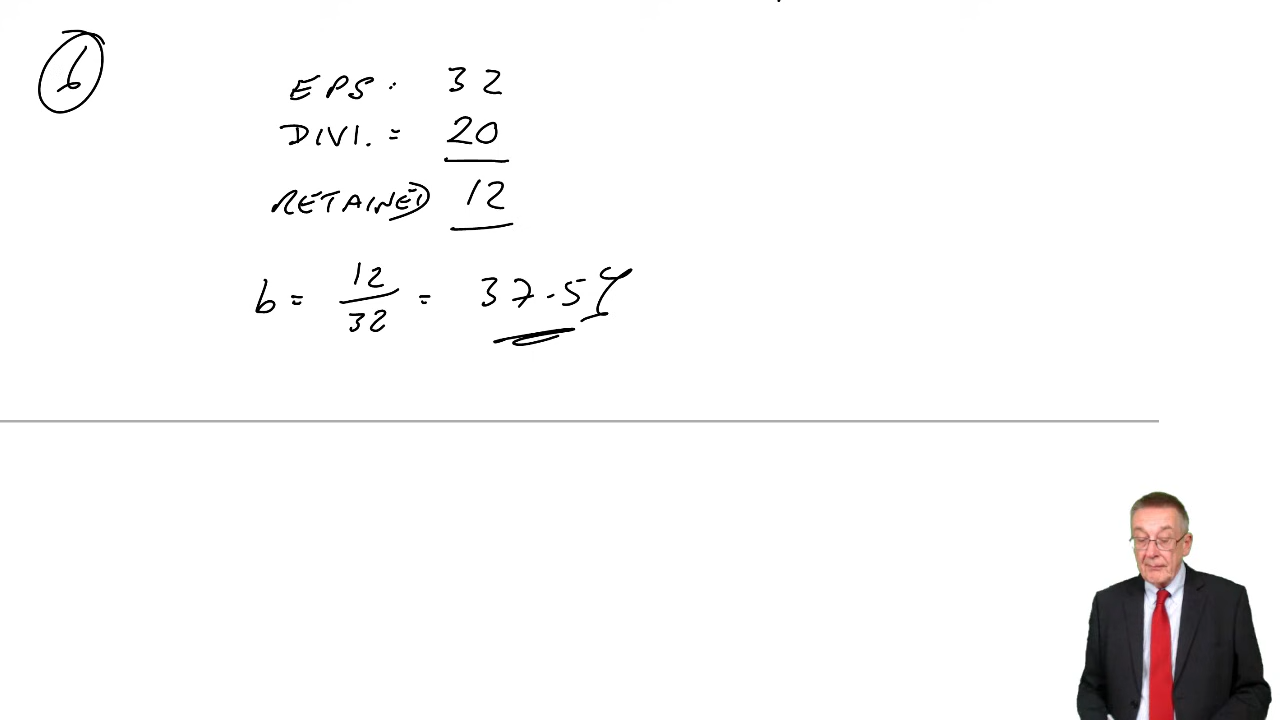 b
EPS: 32
DIVI. = 20
RETAINED 12
b = 12/32 = 37.5%